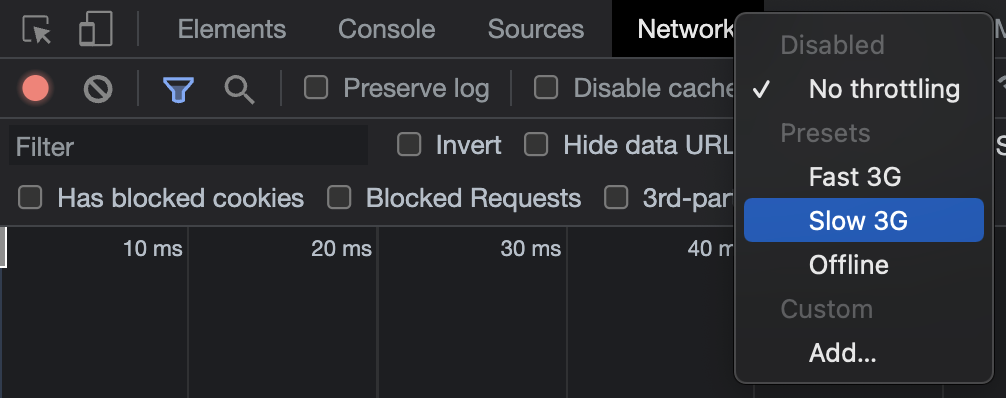 Elements Console Sources Network
Preserve log Disable cache
Filter Invert Hide data URL
Has blocked cookies Blocked Requests 3rd-par
10 ms 20 ms 30 ms 40 m
Disabled
✓ No throttling
Presets
Fast 3G
Slow 3G
Offline
Custom
Add...